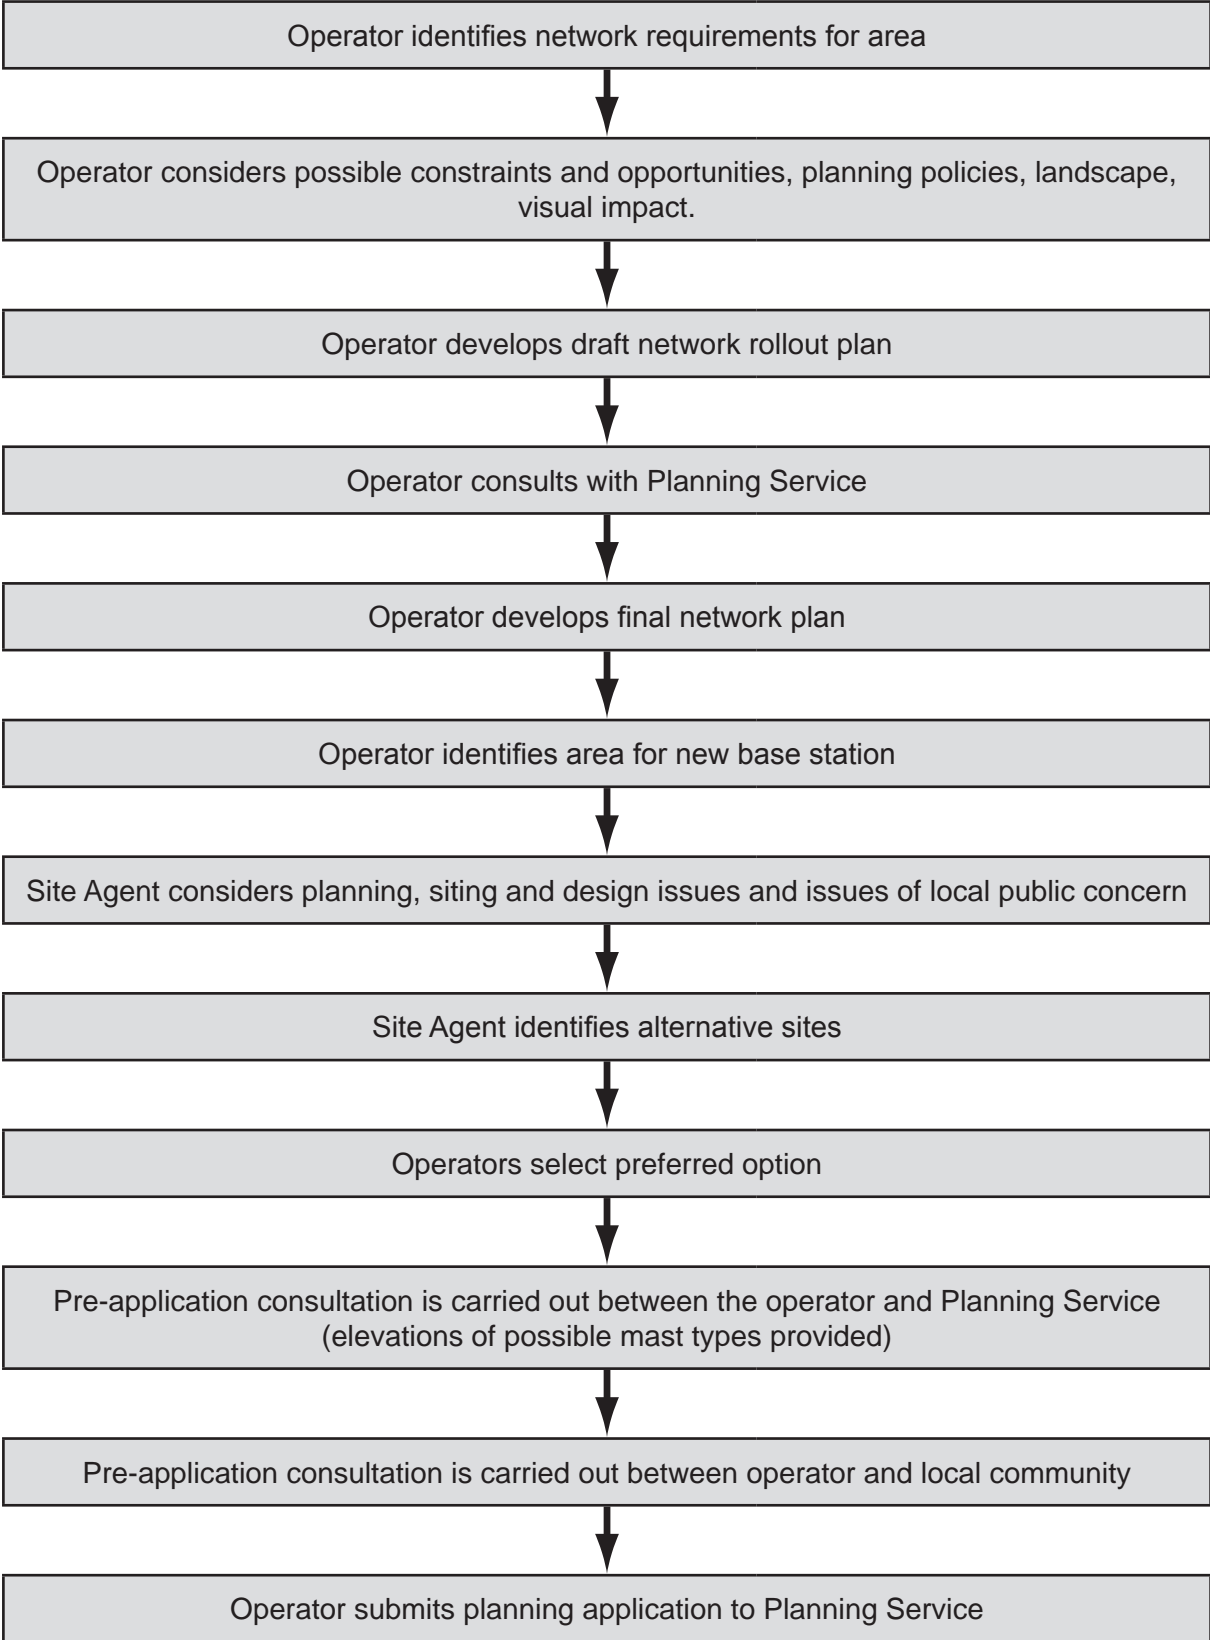 Operator identifies network requirements for area
Operator considers possible constraints and opportunities, planning policies, landscape,
visual impact.
Operator develops draft network rollout plan
Operator consults with Planning Service
Operator develops final network plan
Operator identifies area for new base station
Site Agent considers planning, siting and design issues and issues of local public concern
Site Agent identifies alternative sites
Operators select preferred option
Pre-application consultation is carried out between the operator and Planning Service
(elevations of possible mast types provided)
Pre-application consultation is carried out between operator and local community
Operator submits planning application to Planning Service